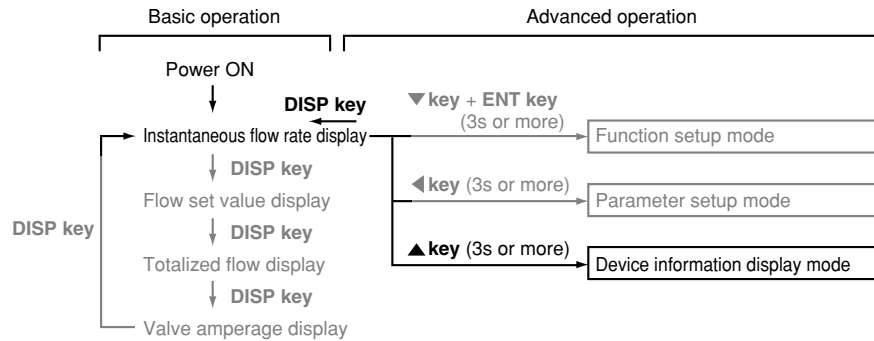 Basic operation
Advanced operation
Power ON
DISP key
▼ key + ENT key
(3s or more)
Instantaneous flow rate display
Function setup mode
DISP key
◀ key (3s or more)
Flow set value display
Parameter setup mode
DISP key
DISP key
▲ key (3s or more)
Totalized flow display
Device information display mode
DISP key
Valve amperage display